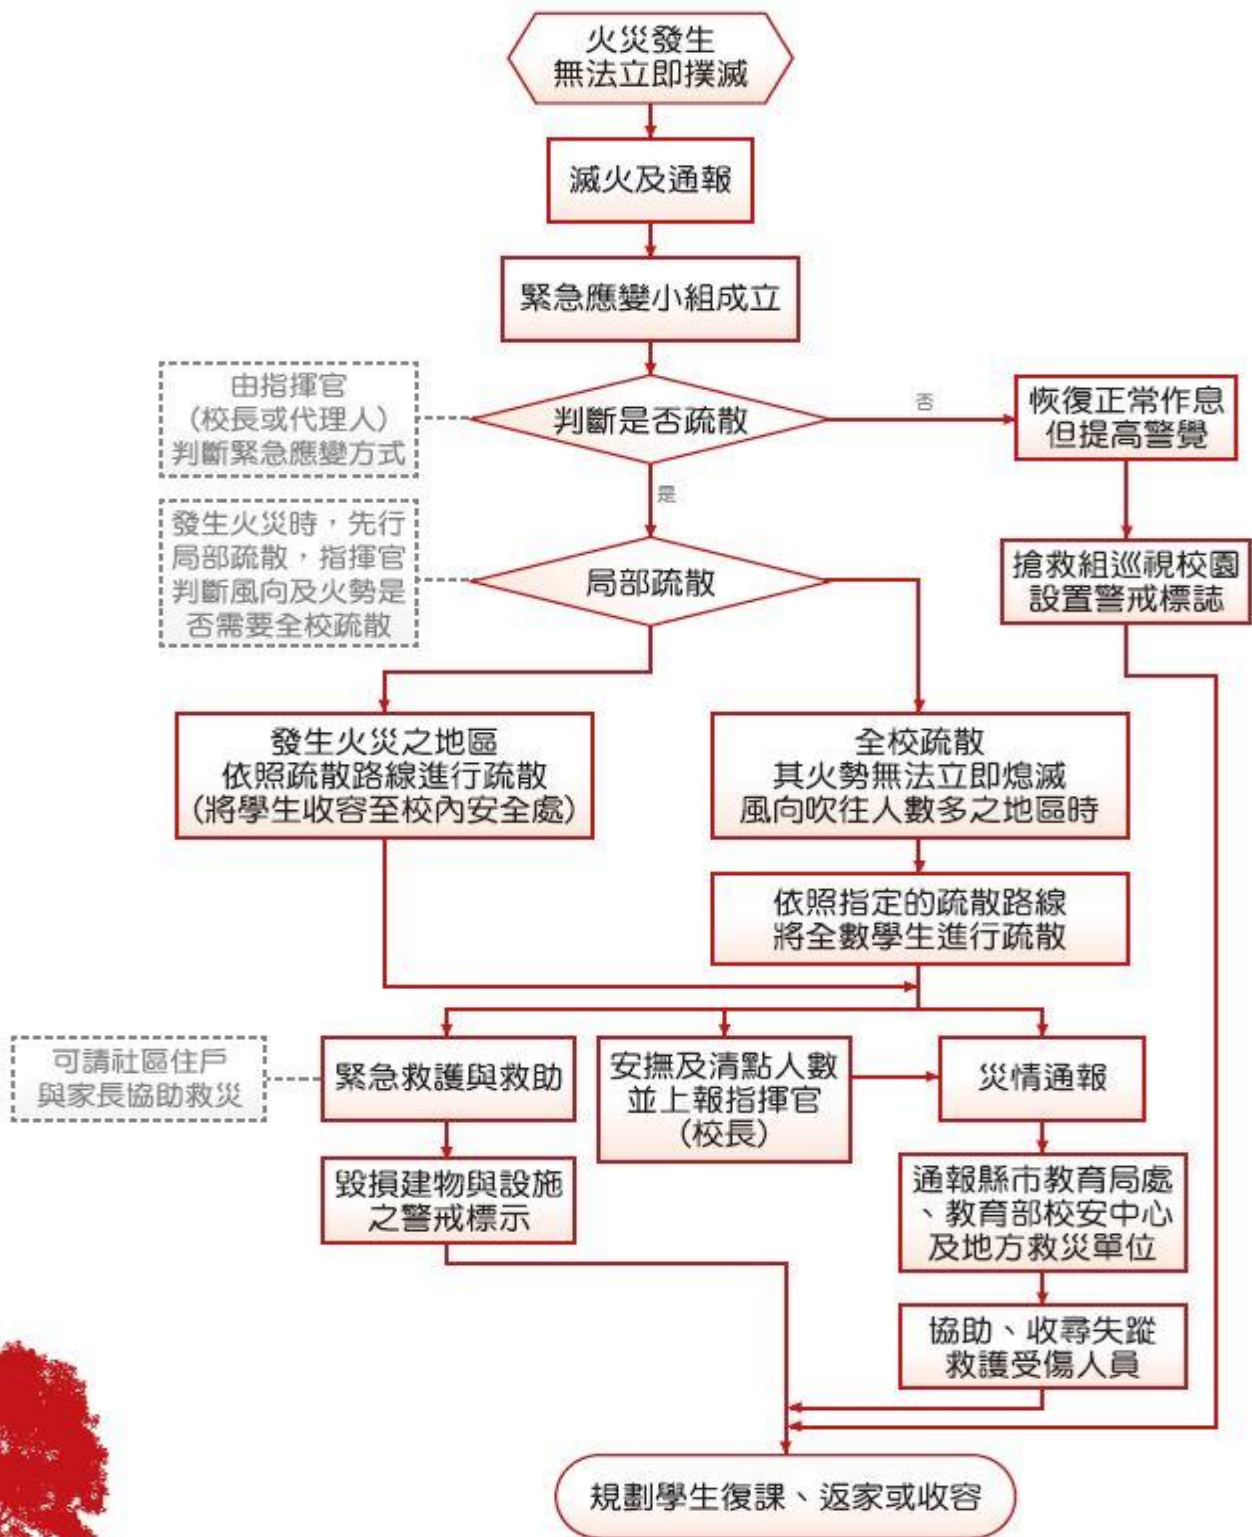 火災發生
無法立即撲滅
滅火及通報
緊急應變小組成立
由指揮官
(校長或代理人)
判斷緊急應變方式
判斷是否疏散
否
恢復正常作息
但提高警覺
是
發生火災時，先行
局部疏散，指揮官
判斷風向及火勢是
否需要全校疏散
局部疏散
搶救組巡視校園
設置警戒標誌
發生火災之地區
依照疏散路線進行疏散
(將學生收容至校內安全處)
全校疏散
其火勢無法立即熄滅
風向吹往人數多之地區時
依照指定的疏散路線
將全數學生進行疏散
可請社區住戶
與家長協助救災
緊急救護與救助
安撫及清點人數
並上報指揮官
(校長)
災情通報
毀損建物與設施
之警戒標示
通報縣市教育局處
、教育部校安中心
及地方救災單位
協助、收尋失蹤
救護受傷人員
規劃學生復課、返家或收容